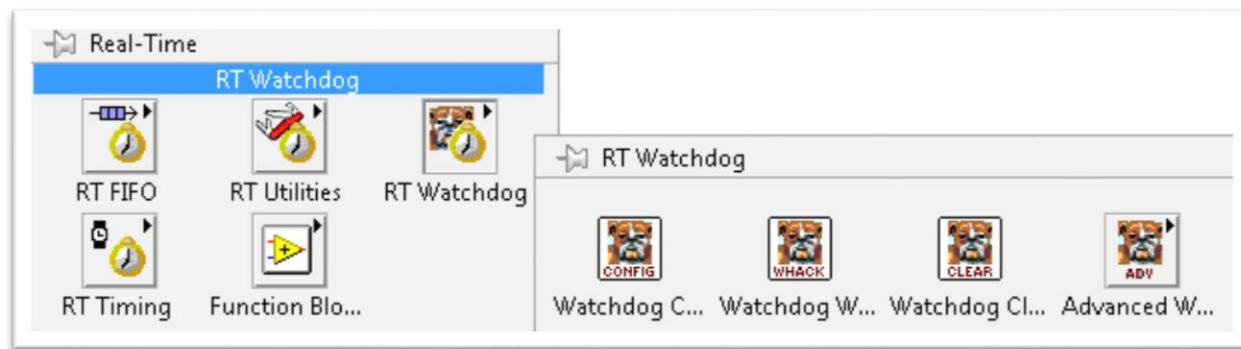 Real-Time
RT Watchdog
RT FIFO RT Utilities RT Watchdog
RT Timing Function Blo...
RT Watchdog
CONFIG WHACK CLEAR ADV
Watchdog C... Watchdog W... Watchdog Cl... Advanced W...